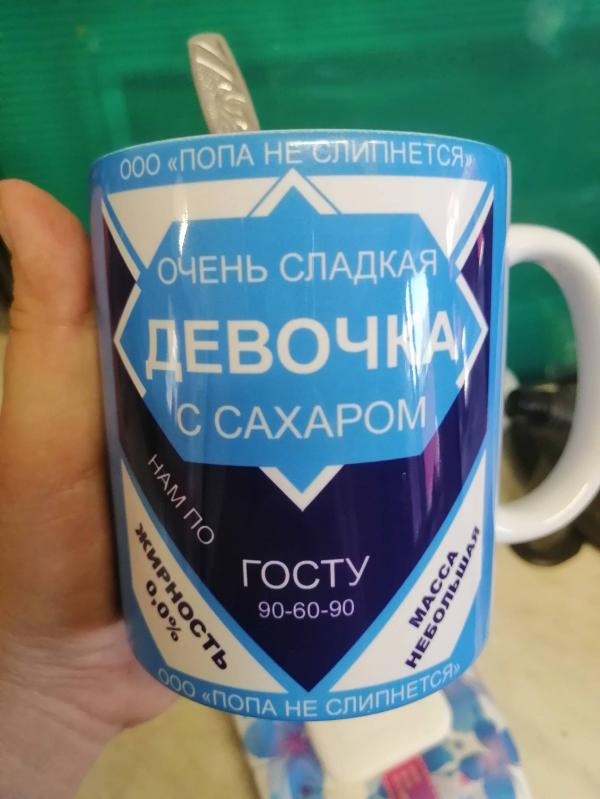 ООО «ПОПА НЕ СЛИПНЕТСЯ»
ОЧЕНЬ СЛАДКАЯ
ДЕВОЧКА
С САХАРОМ
НАМ ПО
ГОСТУ
90-60-90
ЖИРНОСТЬ
0,0%
МАССА
НЕБОЛЬШАЯ
ООО «ПОПА НЕ СЛИПНЕТСЯ»